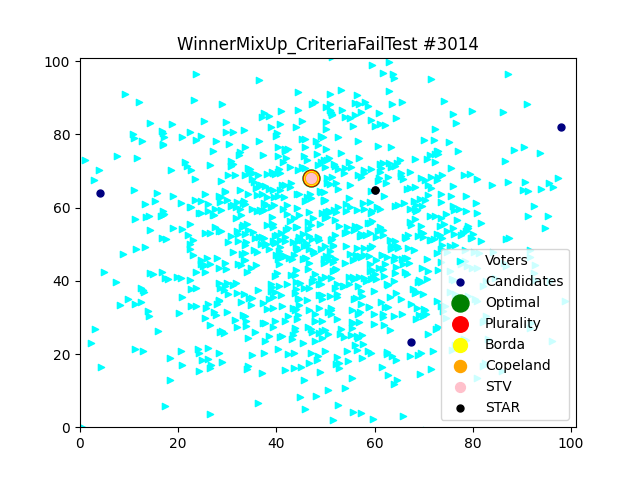 WinnerMixUp_CriteriaFailTest #3014
100
80
60
40
20
0
0 20 40 60 80 100
Voters
Candidates
Optimal
Plurality
Borda
Copeland
STV
STAR